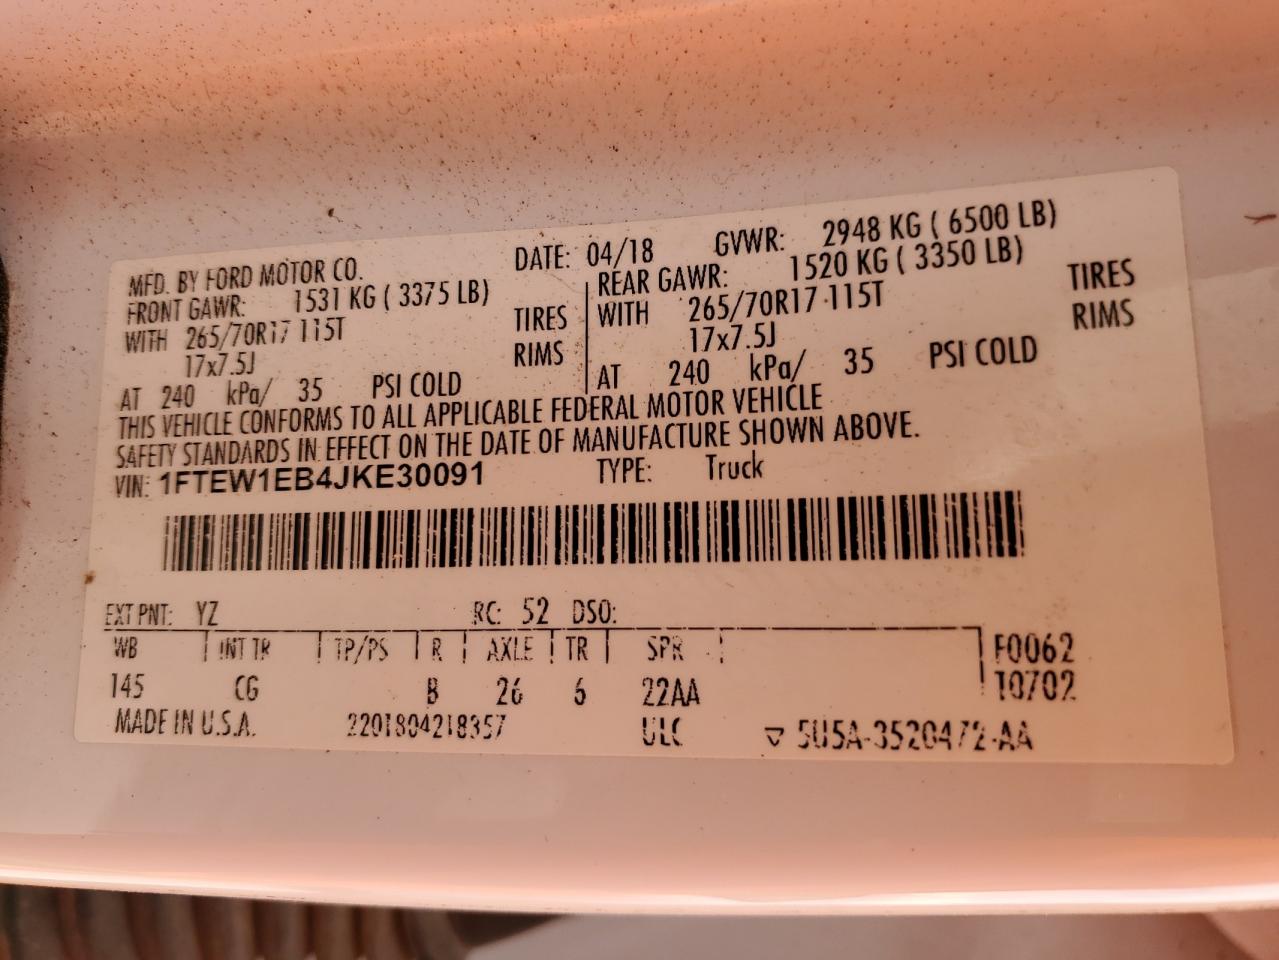 MFD. BY FORD MOTOR CO. DATE: 04/18 GVWR: 2948 KG ( 6500 LB)
FRONT GAWR: 1531 KG ( 3375 LB) REAR GAWR: 1520 KG ( 3350 LB)
WITH 265/70R17 115T TIRES WITH 265/70R17 115T TIRES
17x7.5J RIMS 17x7.5J RIMS
AT 240 kPa/ 35 PSI COLD AT 240 kPa/ 35 PSI COLD
THIS VEHICLE CONFORMS TO ALL APPLICABLE FEDERAL MOTOR VEHICLE
SAFETY STANDARDS IN EFFECT ON THE DATE OF MANUFACTURE SHOWN ABOVE.
VIN: 1FTEW1EB4JKE30091 TYPE: Truck
EXT PNT: YZ RC: 52 DSO:
WB INT TR TP/PS R AXLE TR SPR F0062
145 CG B 26 6 22AA 10702
MADE IN U.S.A. 2201804218357 ULC 5U5A-3520472-AA